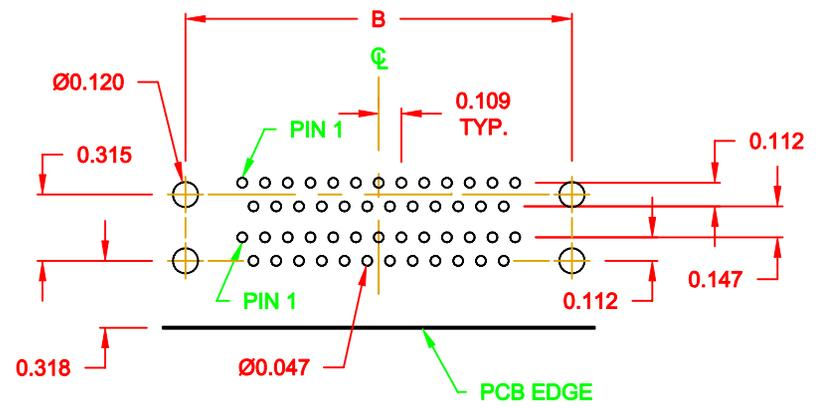 B
℄
Ø0.120
0.109
TYP.
PIN 1
0.315
0.112
0.147
PIN 1
0.112
0.318
Ø0.047
PCB EDGE